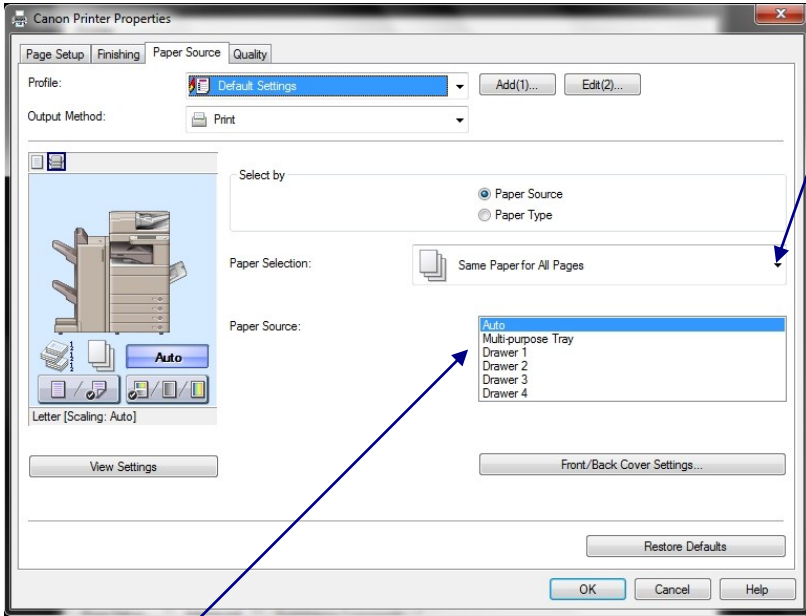 Canon Printer Properties
Page Setup Finishing Paper Source Quality
Profile: Default Settings Add(1)... Edit(2)...
Output Method: Print
Select by
Paper Source
Paper Type
Paper Selection: Same Paper for All Pages
Paper Source: Auto
Multi-purpose Tray
Drawer 1
Drawer 2
Drawer 3
Drawer 4
1
1
1
Auto
Letter [Scaling: Auto]
View Settings Front/Back Cover Settings...
Restore Defaults
OK Cancel Help